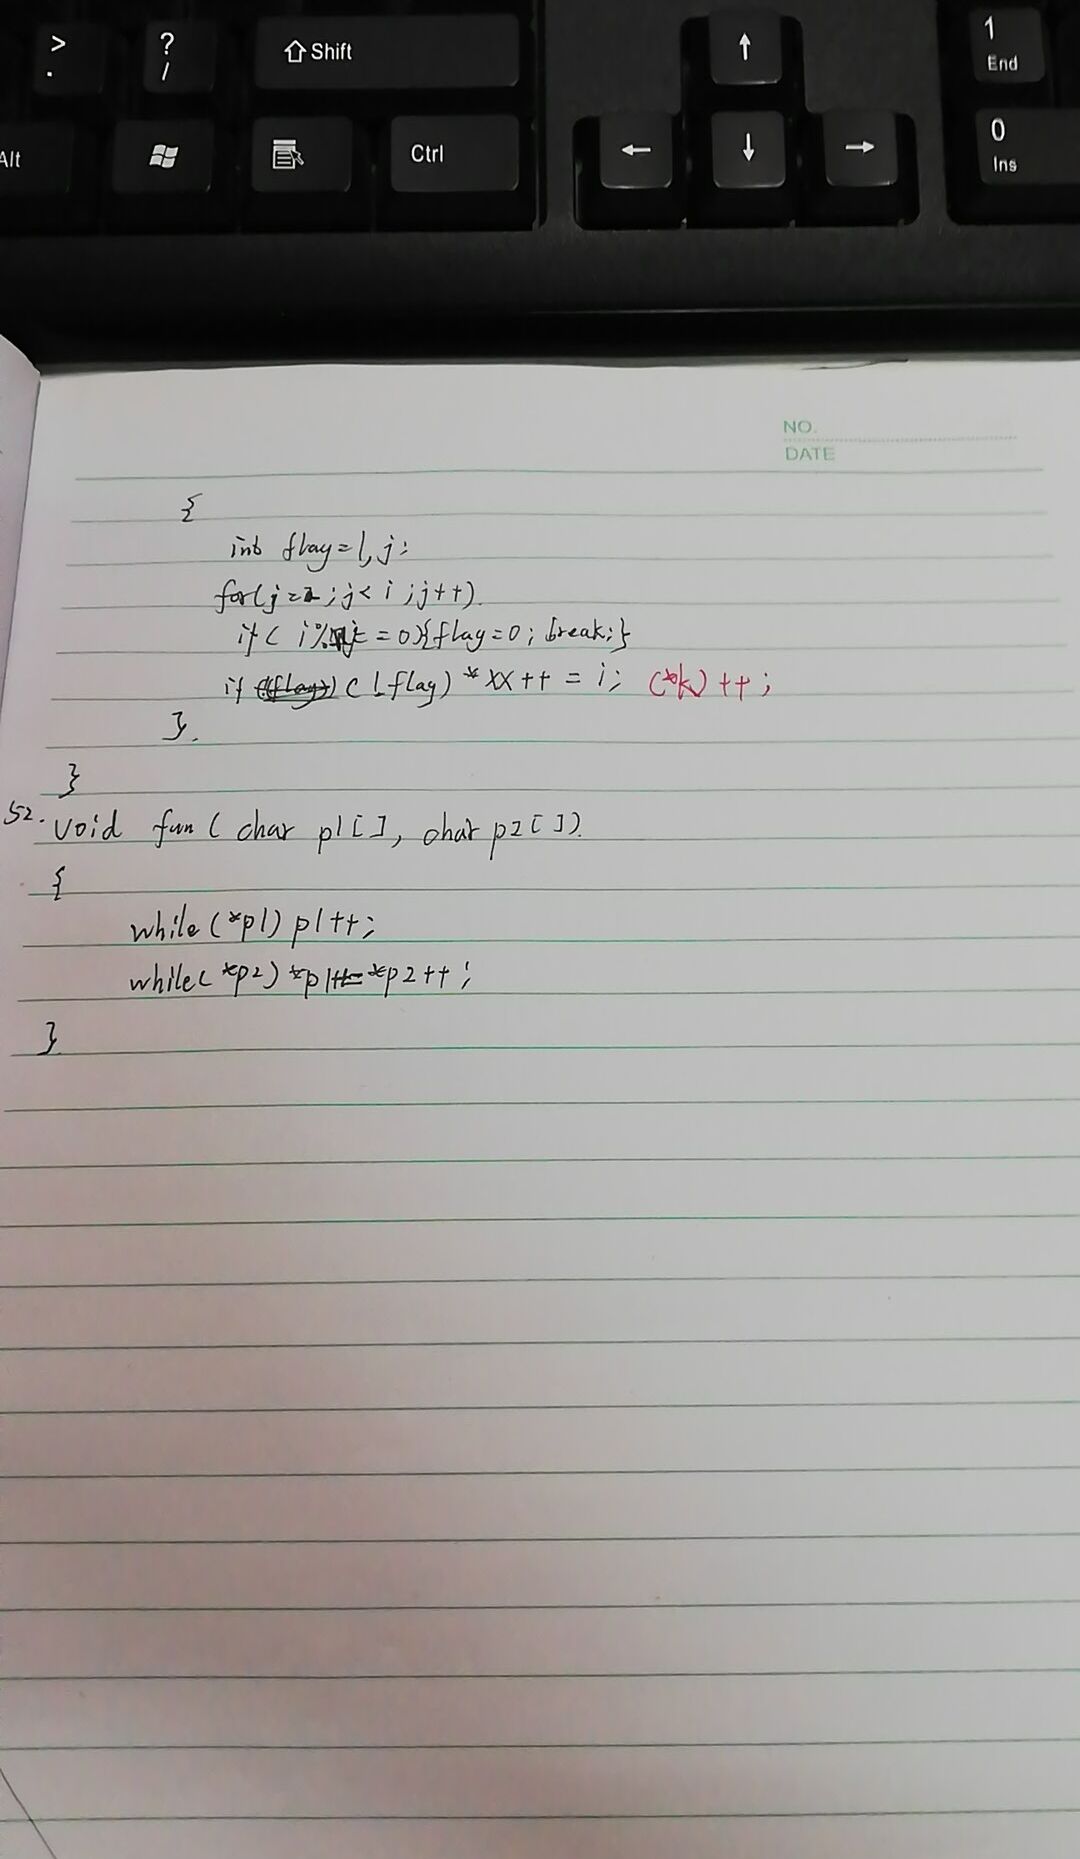 > ? ⇧ Shift ↑ 1
. / End
Alt Ctrl ← ↓ → 0
Ins
NO.
DATE
{
int flag=1,j;
for(j=2;j<i;j++)
if(i%j==0){flag=0;break;}
if (!flag) *xx++=i; (*k)++;
}
}
52. void fun(char p1[],char p2[])
{
while(*p1)p1++;
while(*p2)*p1++=*p2++;
}